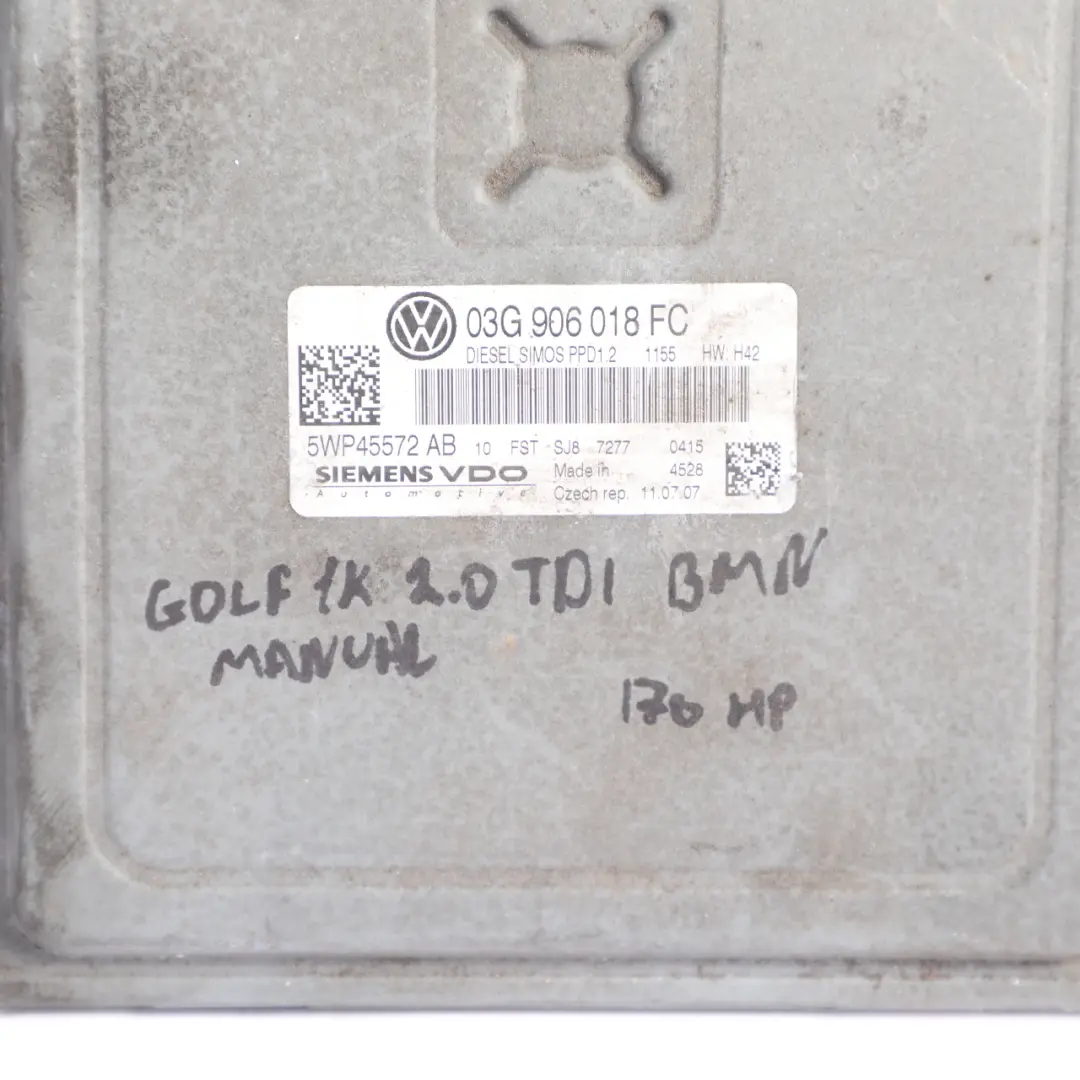 03G 906 018 FC
DIESEL SIMOS PPD1.2 1155 HW. H42
5WP45572 AB 10 FST SJ8 7277 0415
SIEMENS VDO Made in 4528
Automotive Czech rep. 11.07.07
GOLF 1K 2.0 TDI BMN
MANUAL
170 HP